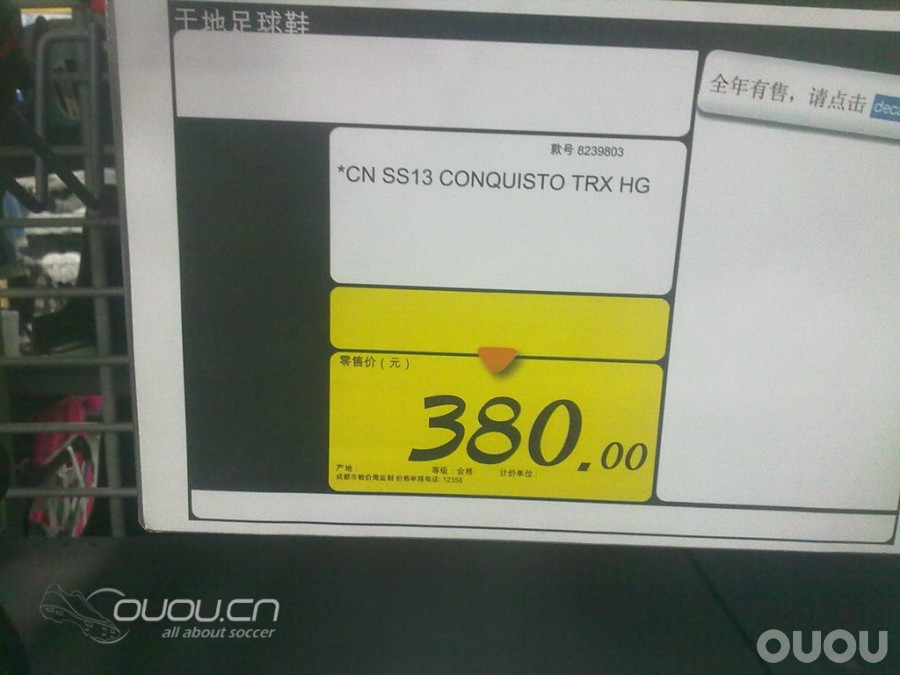 干地足球鞋
全年有售，请点击
deca
款号 8239803
*CN SS13 CONQUISTO TRX HG
零售价（元）
380.00
产地： 等级：合格 计价单位：
成都市物价局监制 价格举报电话: 12358
OUOU.CN
all about soccer
OUOU